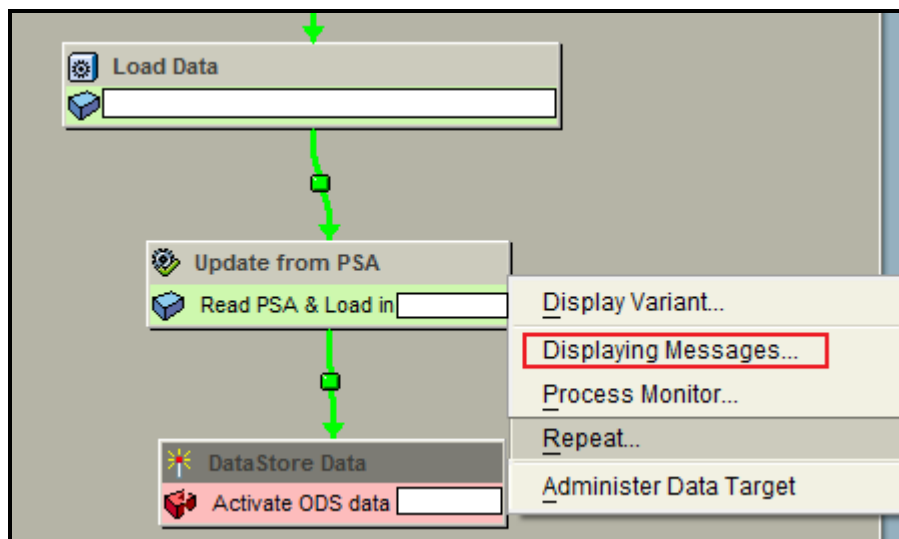 Load Data
Update from PSA
Read PSA & Load in
Display Variant...
Displaying Messages...
Process Monitor...
Repeat...
Administer Data Target
DataStore Data
Activate ODS data